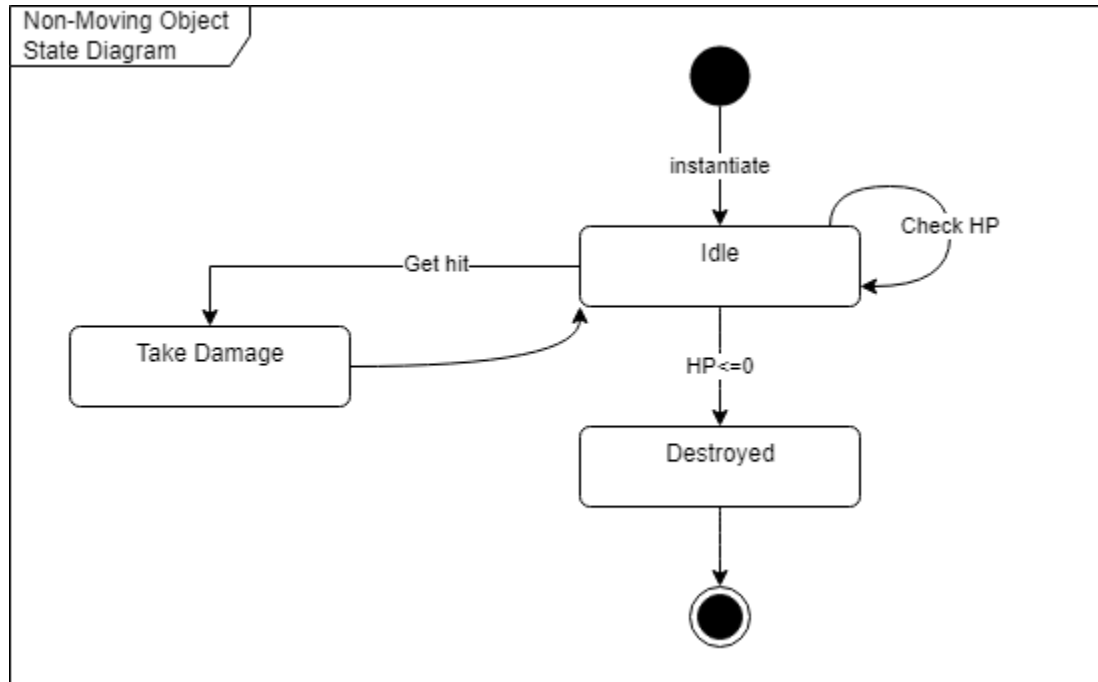 Non-Moving Object
State Diagram
instantiate
Check HP
Idle
Get hit
Take Damage
HP<=0
Destroyed